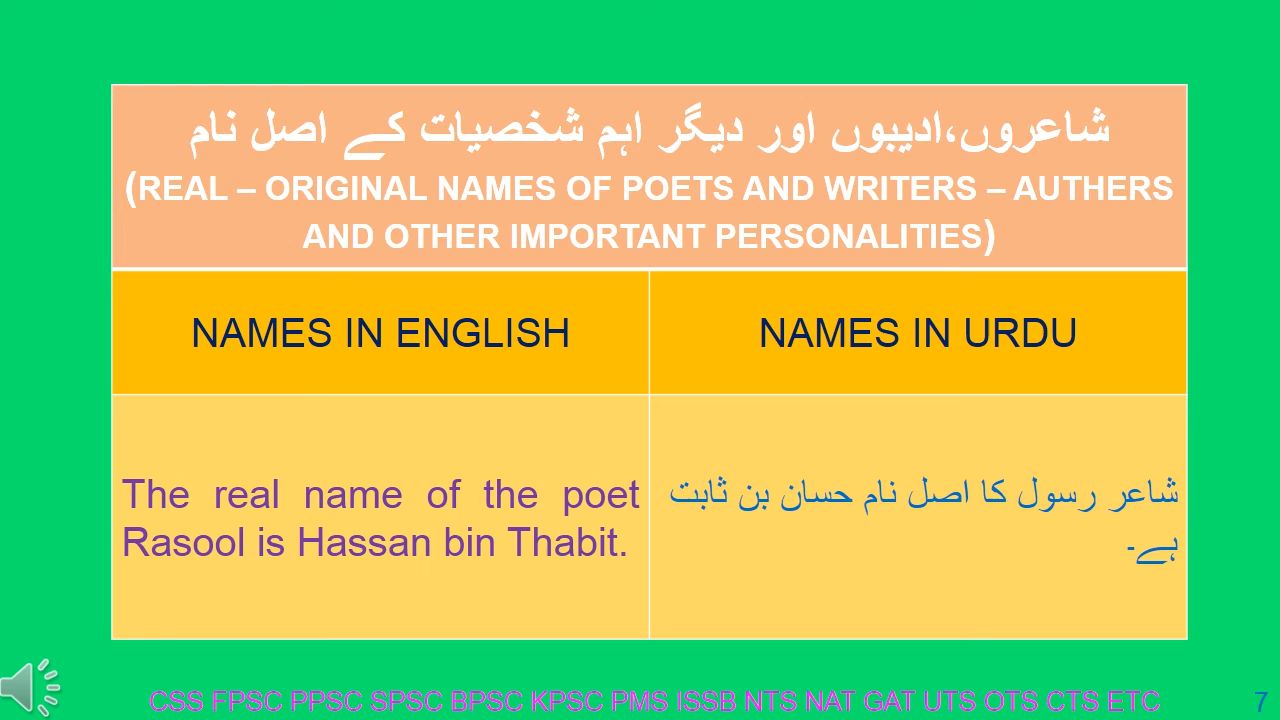 شاعروں،ادیبوں اور دیگر اہم شخصیات کے اصل نام
(REAL – ORIGINAL NAMES OF POETS AND WRITERS – AUTHERS
AND OTHER IMPORTANT PERSONALITIES)
NAMES IN ENGLISH
NAMES IN URDU
The real name of the poet
Rasool is Hassan bin Thabit.
شاعر رسول کا اصل نام حسان بن ثابت
ہے۔
CSS FPSC PPSC SPSC BPSC KPSC PMS ISSB NTS NAT GAT UTS OTS CTS ETC
7